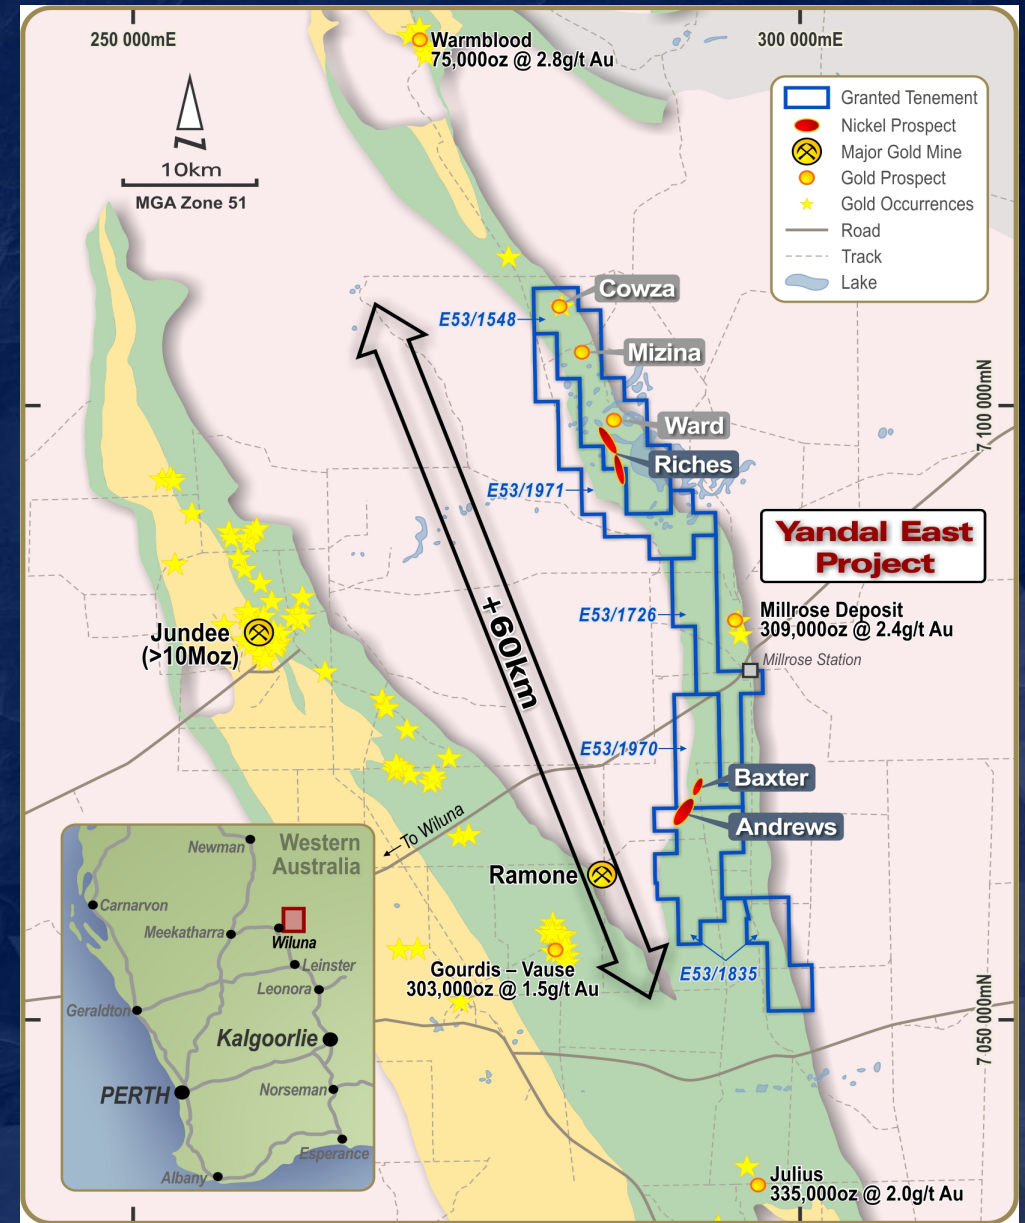 250 000mE
300 000mE
Warmblood
75,000oz @ 2.8g/t Au
Granted Tenement
Nickel Prospect
Major Gold Mine
Gold Prospect
Gold Occurrences
Road
Track
Lake
N
10km
MGA Zone 51
Cowza
E53/1548
Mizina
7 100 000mN
Ward
Riches
E53/1971
Yandal East
Project
+60km
E53/1726
Millrose Deposit
309,000oz @ 2.4g/t Au
Millrose Station
Jundee
(>10Moz)
E53/1970
Baxter
Andrews
To Wiluna
Ramone
E53/1835
Gourdis – Vause
303,000oz @ 1.5g/t Au
7 050 000mN
Julius
335,000oz @ 2.0g/t Au
Western
Australia
Newman
Carnarvon
Meekatharra
Wiluna
Leinster
Leonora
Geraldton
Kalgoorlie
PERTH
Norseman
Esperance
Albany